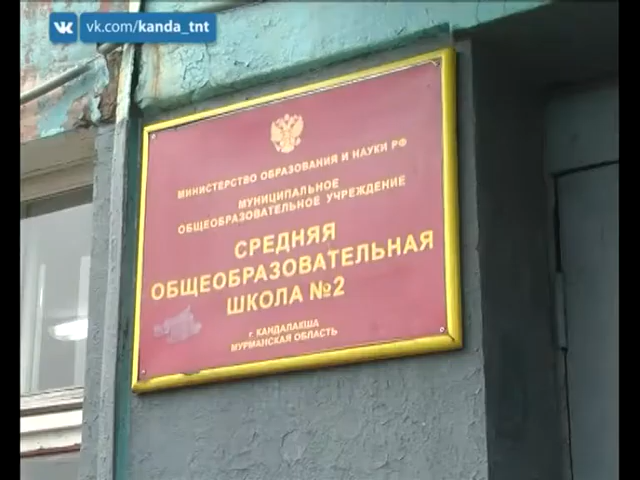 vk.com/kanda_tnt
МИНИСТЕРСТВО ОБРАЗОВАНИЯ И НАУКИ РФ
МУНИЦИПАЛЬНОЕ
ОБЩЕОБРАЗОВАТЕЛЬНОЕ УЧРЕЖДЕНИЕ
СРЕДНЯЯ
ОБЩЕОБРАЗОВАТЕЛЬНАЯ
ШКОЛА №2
г. КАНДАЛАКША
МУРМАНСКАЯ ОБЛАСТЬ